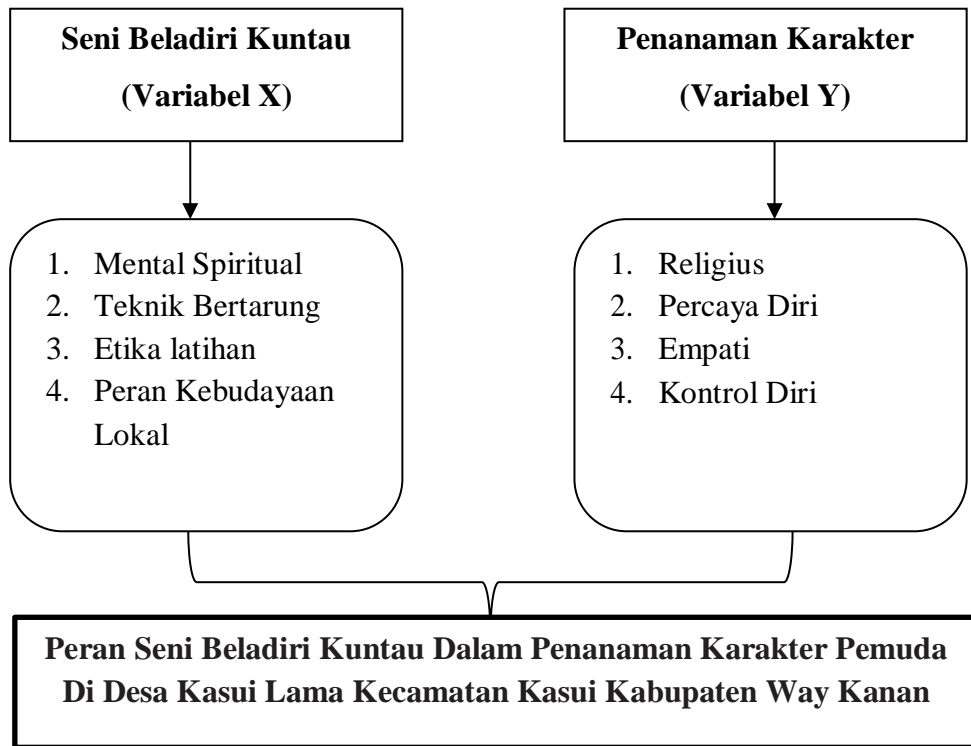 Seni Beladiri Kuntau
(Variabel X)
Penanaman Karakter
(Variabel Y)
1. Mental Spiritual
2. Teknik Bertarung
3. Etika latihan
4. Peran Kebudayaan
Lokal
1. Religius
2. Percaya Diri
3. Empati
4. Kontrol Diri
Peran Seni Beladiri Kuntau Dalam Penanaman Karakter Pemuda
Di Desa Kasui Lama Kecamatan Kasui Kabupaten Way Kanan